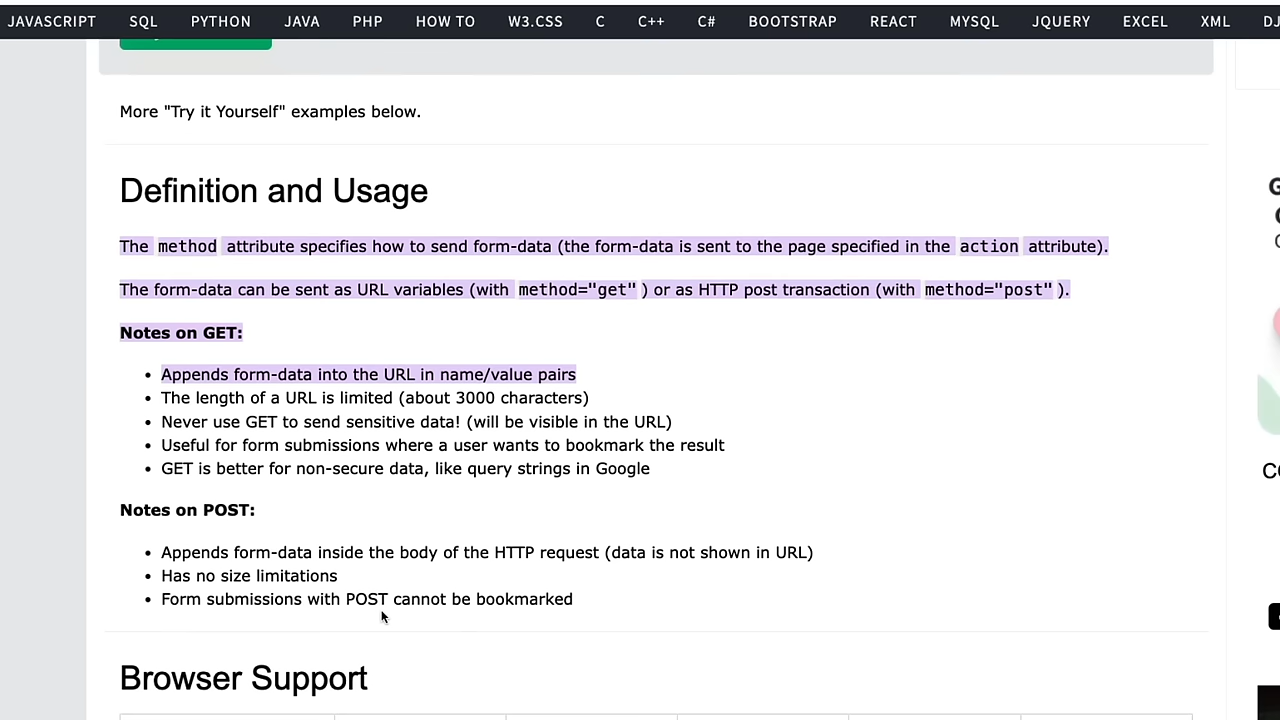 JAVASCRIPT SQL PYTHON JAVA PHP HOW TO W3.CSS C C++ C# BOOTSTRAP REACT MYSQL JQUERY EXCEL XML DJ
More "Try it Yourself" examples below.
Definition and Usage
The method attribute specifies how to send form-data (the form-data is sent to the page specified in the action attribute).
The form-data can be sent as URL variables (with method="get" ) or as HTTP post transaction (with method="post" ).
Notes on GET:
• Appends form-data into the URL in name/value pairs
• The length of a URL is limited (about 3000 characters)
• Never use GET to send sensitive data! (will be visible in the URL)
• Useful for form submissions where a user wants to bookmark the result
• GET is better for non-secure data, like query strings in Google
Notes on POST:
• Appends form-data inside the body of the HTTP request (data is not shown in URL)
• Has no size limitations
• Form submissions with POST cannot be bookmarked
Browser Support